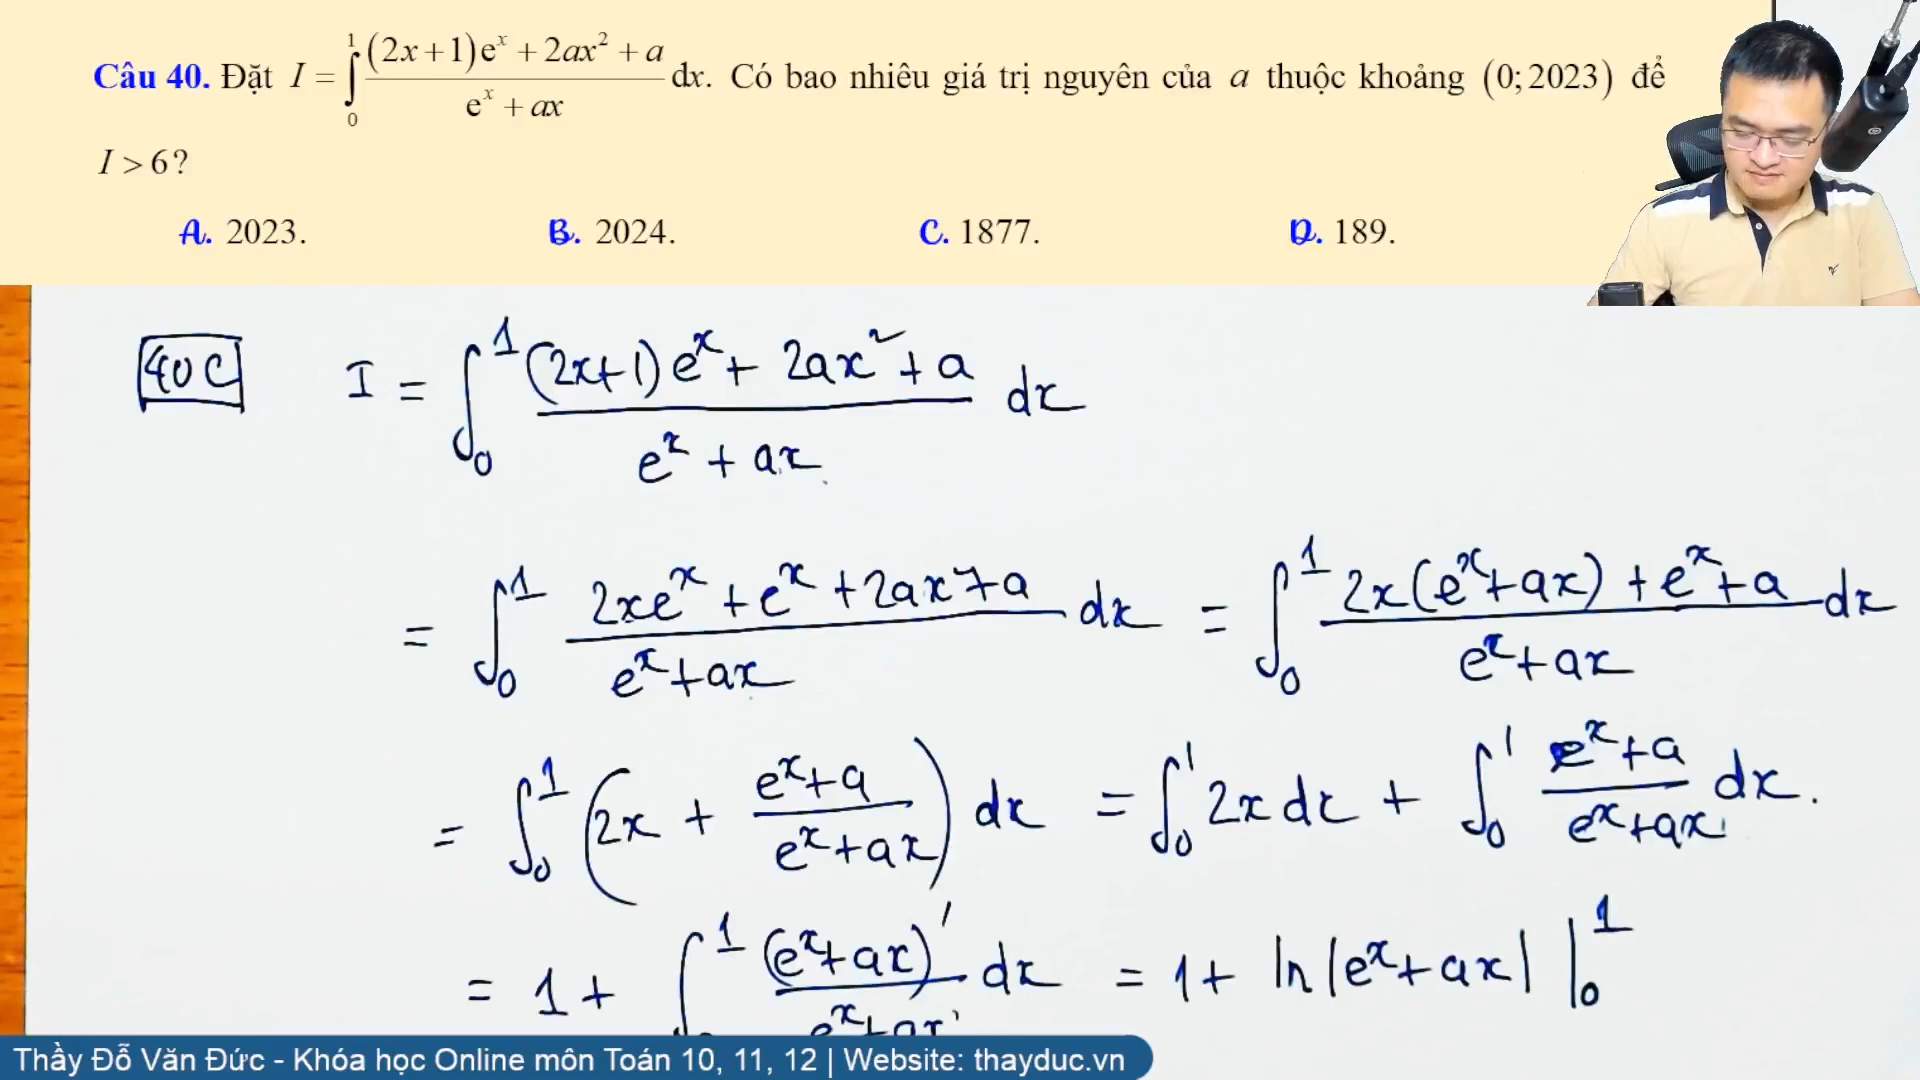 Câu 40. Đặt I = ∫₀¹ ((2x+1)eˣ + 2ax² + a)/(eˣ + ax) dx. Có bao nhiêu giá trị nguyên của a thuộc khoảng (0;2023) để
I > 6?
A. 2023. B. 2024. C. 1877. D. 189.
40C I = ∫₀¹ ((2x+1)eˣ + 2ax² + a)/(eˣ + ax) dx
= ∫₀¹ (2xeˣ + eˣ + 2ax² + a)/(eˣ + ax) dx = ∫₀¹ (2x(eˣ + ax) + eˣ + a)/(eˣ + ax) dx
= ∫₀¹ (2x + (eˣ + a)/(eˣ + ax)) dx = ∫₀¹ 2x dx + ∫₀¹ (eˣ + a)/(eˣ + ax) dx.
= 1 + ∫₀¹ (eˣ + ax)'/(eˣ + ax) dx = 1 + ln|eˣ + ax| |₀¹
Thầy Đỗ Văn Đức - Khóa học Online môn Toán 10, 11, 12 | Website: thayduc.vn